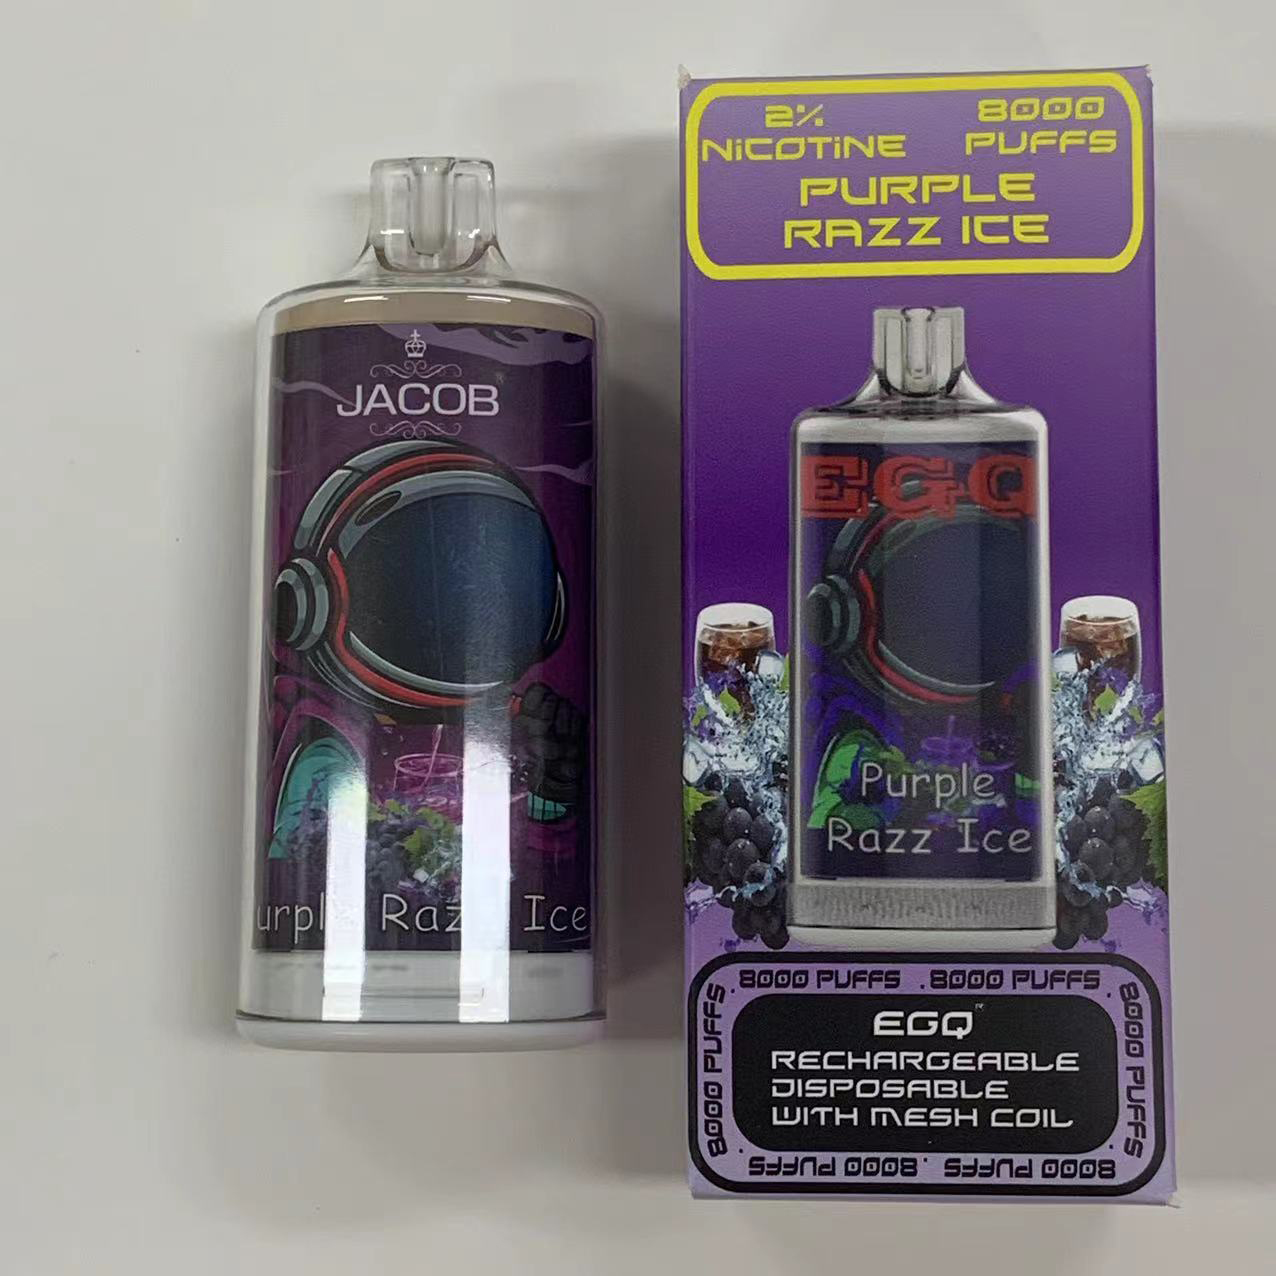 JACOB
Raz Ice
2% 8000
NiCOTiNE PUFFS
PURPLE
RAZZ ICE
EGQ
Purple
Razz Ice
8000 PUFFS . 8000 PUFFS .
8000 PUFFS .
8000 PUFFS .
EGQ R
RECHARGEABLE
DISPOSABLE
WITH MESH COIL
8000 PUFFS . 8000 PUFFS